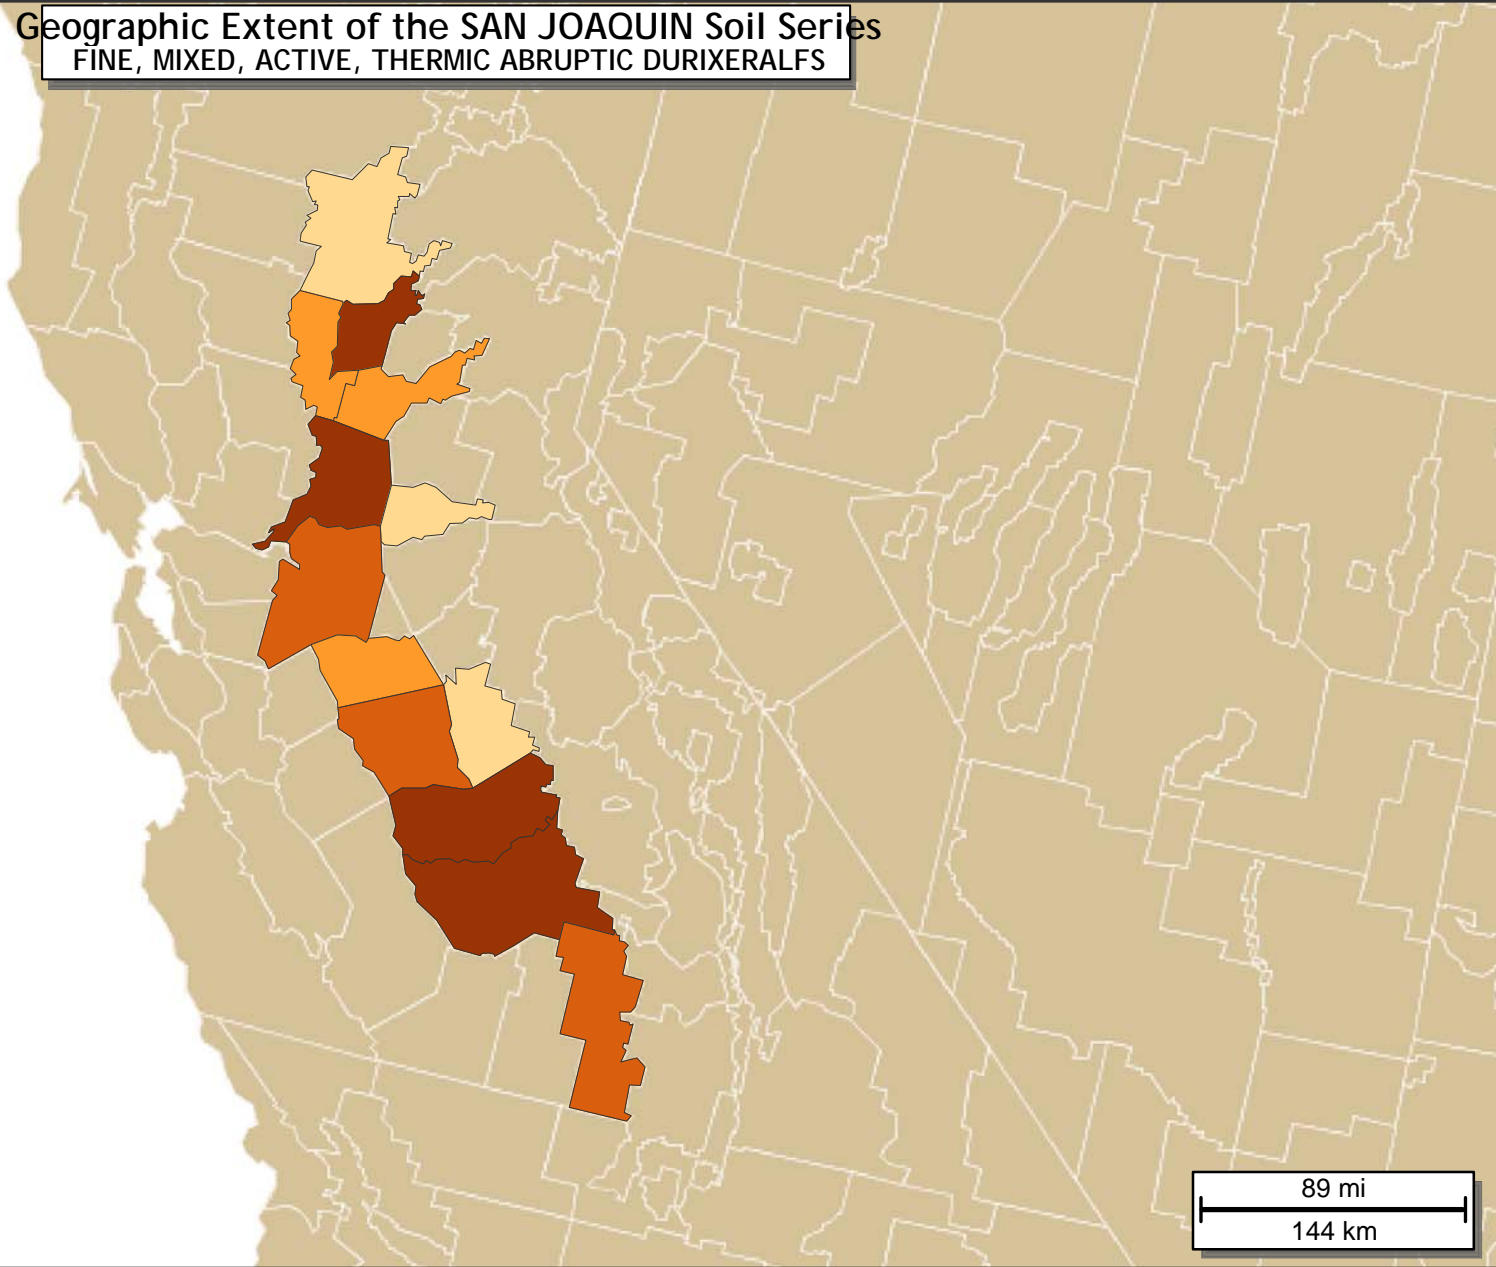 Geographic Extent of the SAN JOAQUIN Soil Series
FINE, MIXED, ACTIVE, THERMIC ABRUPTIC DURIXERALFS
89 mi
144 km